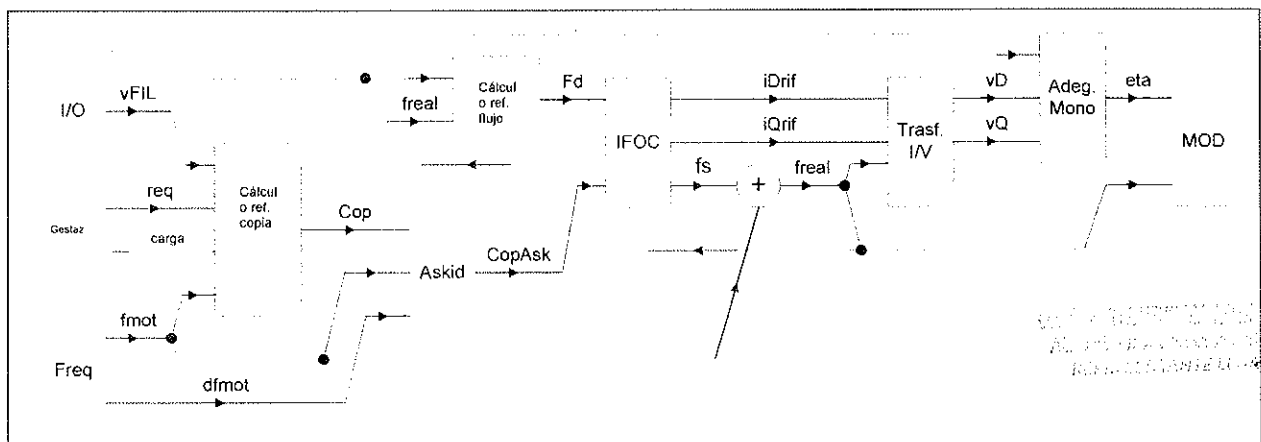 I/O
vFIL
req
Gestaz
carga
fmot
Freq
dfmot
Cálcul
o ref.
copia
Cop
Askid
CopAsk
freal
Cálcul
o ref.
flujo
Fd
IFOC
iDrif
iQrif
fs
+
freal
Trasf.
I/V
vD
vQ
Adeg.
Mono
eta
MOD